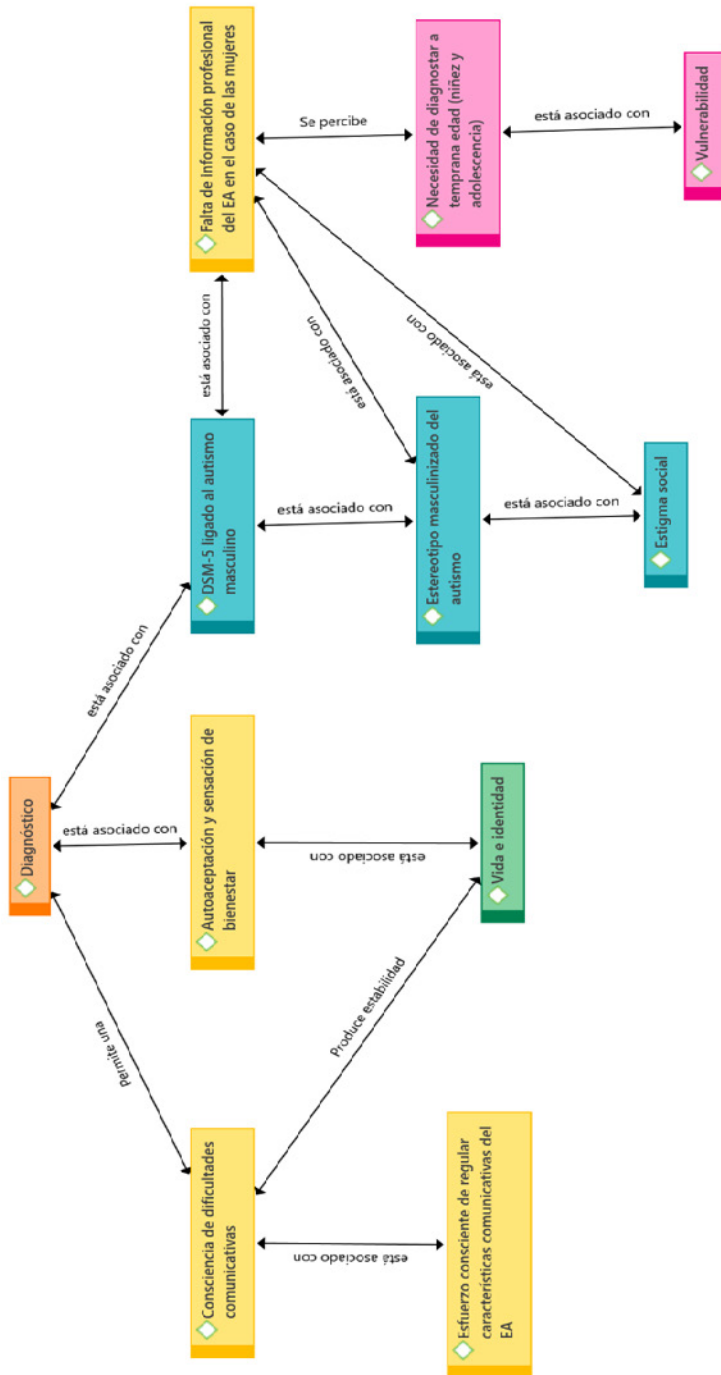 Diagnóstico
Permite una
está asociado con
está asociado con
Consciencia de dificultades
comunicativas
Autoaceptación y sensación de
bienestar
DSM-5 ligado al autismo
masculino
está asociado con
Falta de información profesional
del EA en el caso de las mujeres
está asociado con
Produce estabilidad
está asociado con
está asociado con
está asociado con
está asociado con
Se percibe
Esfuerzo consciente de regular
características comunicativas del
EA
Vida e identidad
Estereotipo masculinizado del
autismo
Necesidad de diagnostar a
temprana edad (niñez y
adolescencia)
está asociado con
está asociado con
Estigma social
Vulnerabilidad